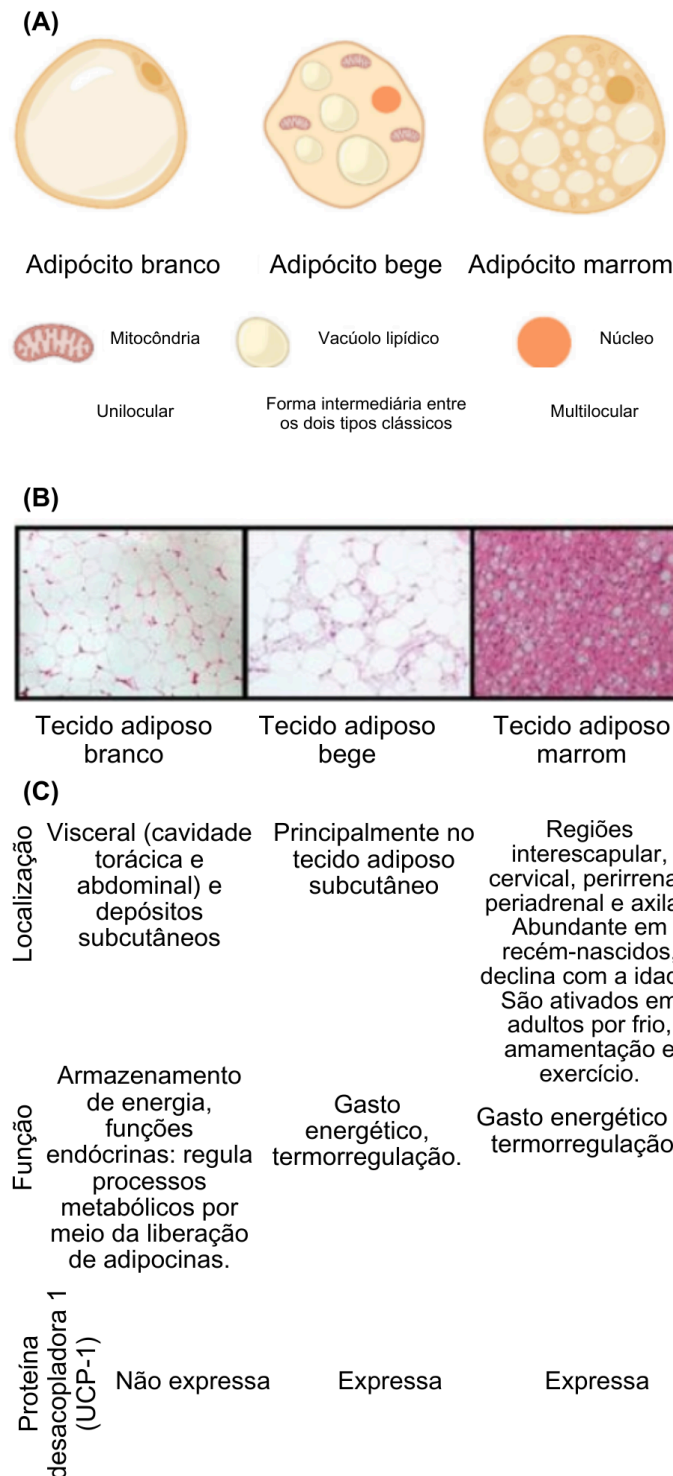 (A)
Adipócito branco
Adipócito bege
Adipócito marrom
Mitocôndria
Vacúolo lipídico
Núcleo
Unilocular
Forma intermediária entre
os dois tipos clássicos
Multilocular
(B)
Tecido adiposo
branco
Tecido adiposo
bege
Tecido adiposo
marrom
(C)
Localização
Visceral (cavidade
torácica e
abdominal) e
depósitos
subcutâneos
Principalmente no
tecido adiposo
subcutâneo
Regiões
interescapular,
cervical, perirrena
periadrenal e axila
Abundante em
recém-nascidos,
declina com a idad
São ativados em
adultos por frio,
amamentação e
exercício.
Função
Armazenamento
de energia,
funções
endócrinas: regula
processos
metabólicos por
meio da liberação
de adipocinas.
Gasto
energético,
termorregulação.
Gasto energético
termorregulação
Proteína
desacopladora 1
(UCP-1)
Não expressa
Expressa
Expressa